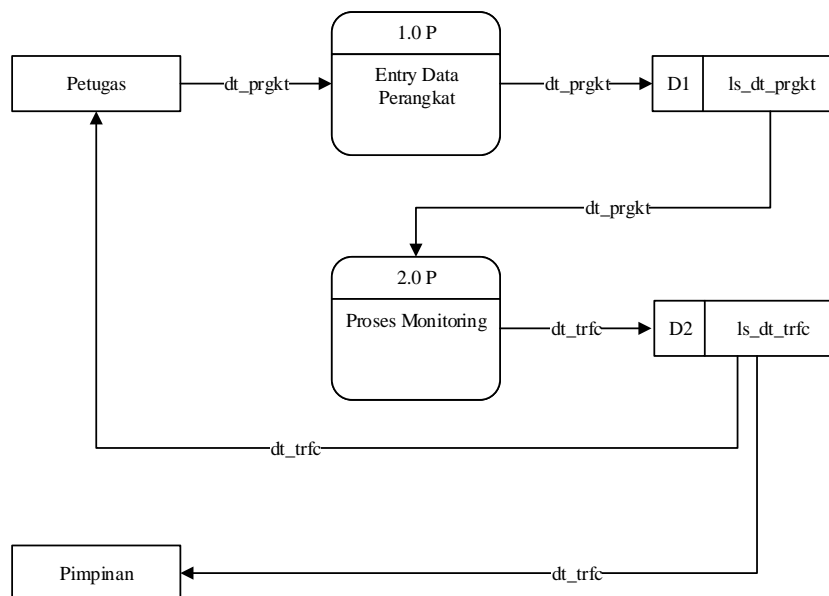 1.0 P
Petugas
dt_prgkt
Entry Data
Perangkat
dt_prgkt
D1
ls_dt_prgkt
dt_prgkt
2.0 P
Proses Monitoring
dt_trfc
D2
ls_dt_trfc
dt_trfc
Pimpinan
dt_trfc